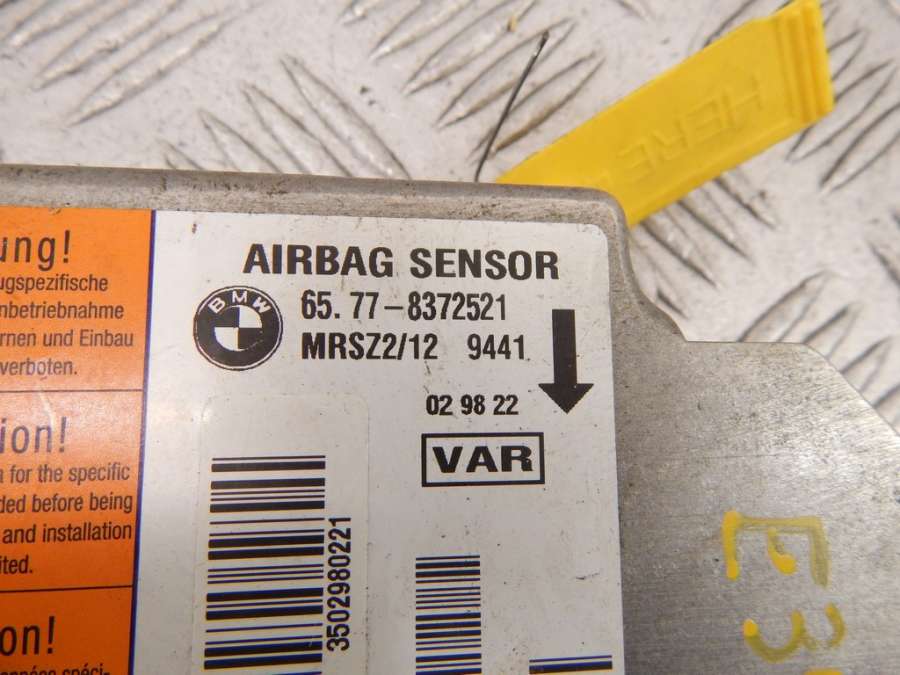 HERE
ung!
ugspezifische
nbetriebnahme
rnen und Einbau
verboten.
ion!
for the specific
ded before being
and installation
ited.
on!
AIRBAG SENSOR
BMW
65. 77-8372521
MRSZ2/12 9441
02 98 22
VAR
3502980221
E3